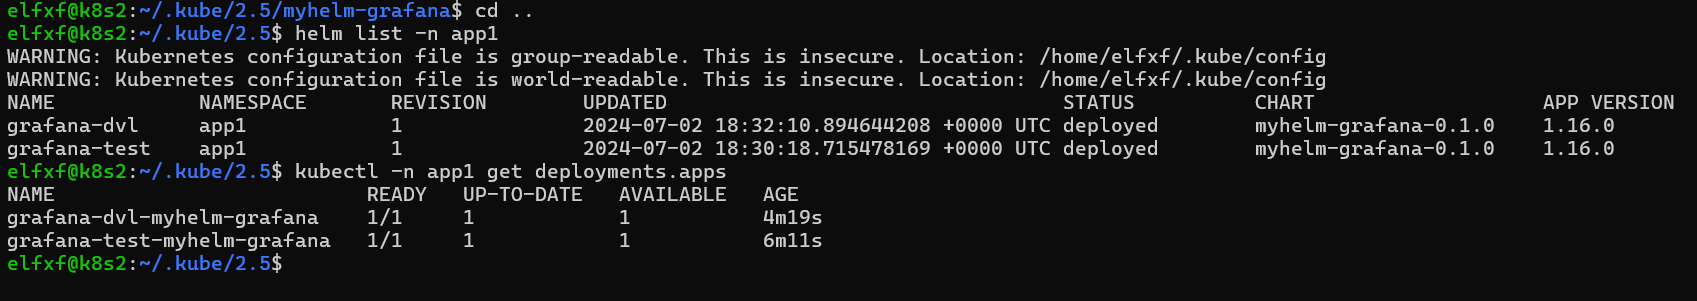 elfxf@k8s2:~/.kube/2.5/myhelm-grafana$ cd ..
elfxf@k8s2:~/.kube/2.5$ helm list -n app1
WARNING: Kubernetes configuration file is group-readable. This is insecure. Location: /home/elfxf/.kube/config
WARNING: Kubernetes configuration file is world-readable. This is insecure. Location: /home/elfxf/.kube/config
NAME NAMESPACE REVISION UPDATED STATUS CHART APP VERSION
grafana-dvl app1 1 2024-07-02 18:32:10.894644208 +0000 UTC deployed myhelm-grafana-0.1.0 1.16.0
grafana-test app1 1 2024-07-02 18:30:18.715478169 +0000 UTC deployed myhelm-grafana-0.1.0 1.16.0
elfxf@k8s2:~/.kube/2.5$ kubectl -n app1 get deployments.apps
NAME READY UP-TO-DATE AVAILABLE AGE
grafana-dvl-myhelm-grafana 1/1 1 1 4m19s
grafana-test-myhelm-grafana 1/1 1 1 6m11s
elfxf@k8s2:~/.kube/2.5$